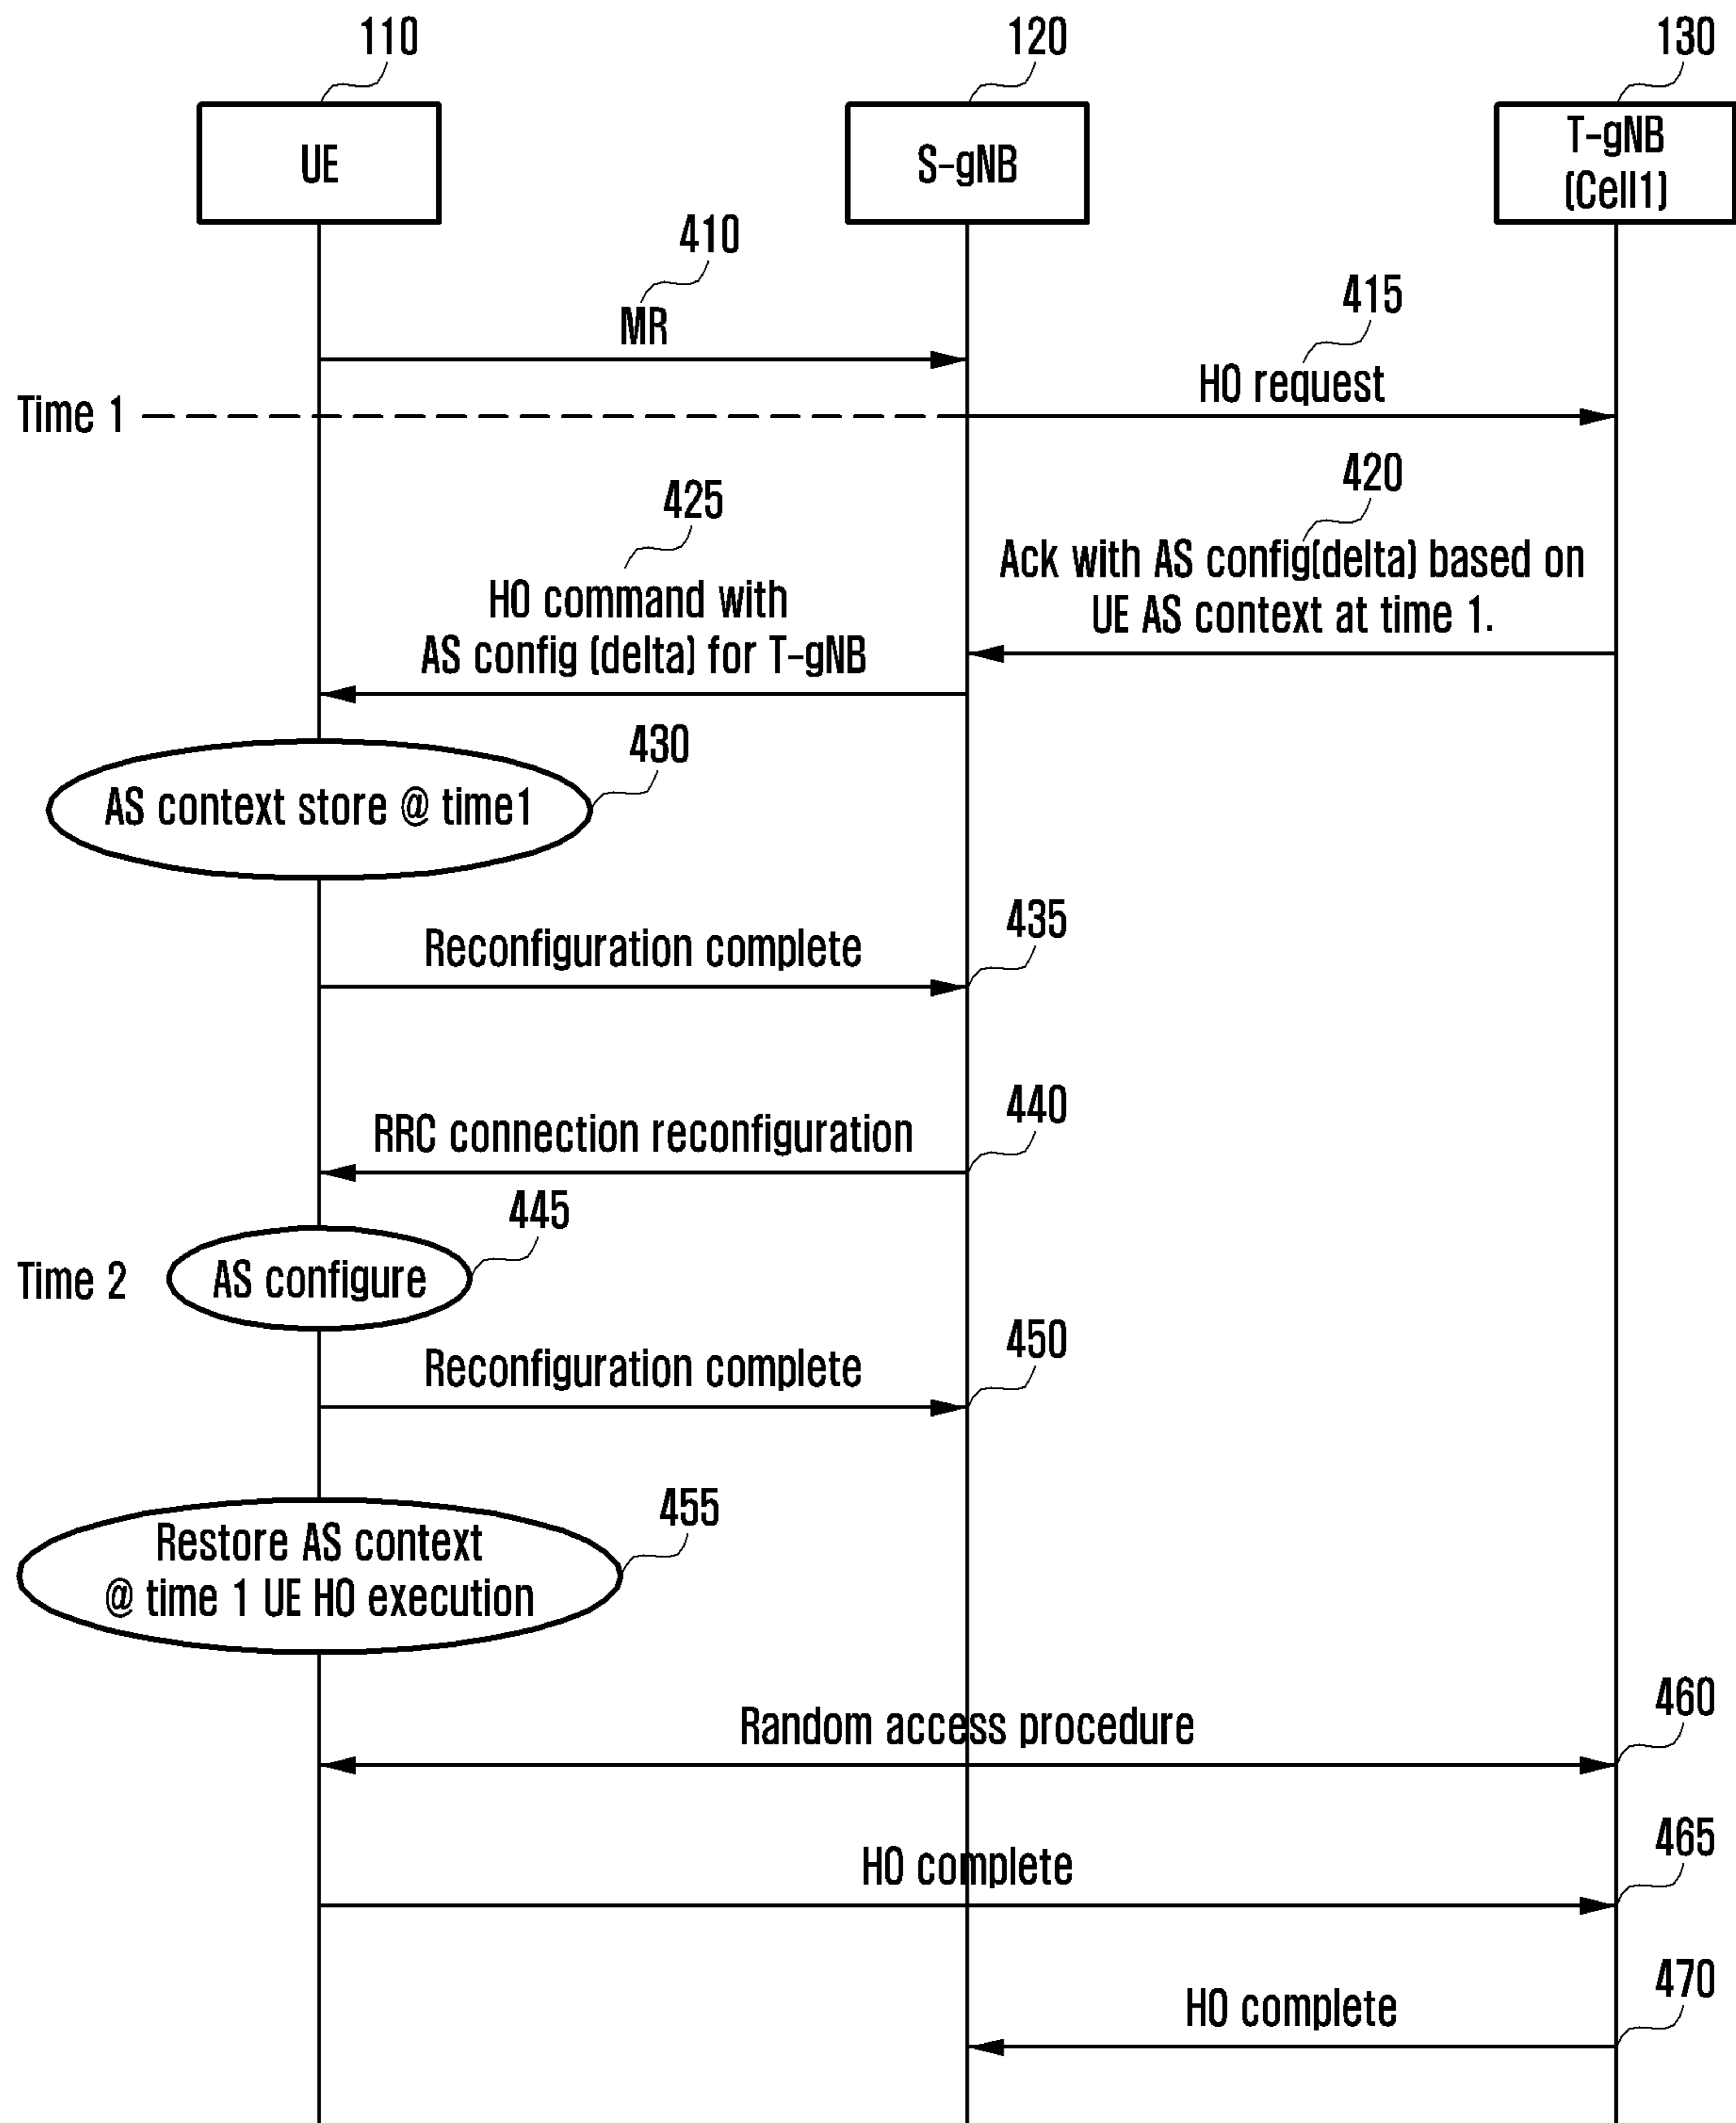 110
120
130
UE
S-gNB
T-gNB
(Cell1)
410
MR
415
HO request
Time 1
420
Ack with AS config(delta) based on
UE AS context at time 1.
425
HO command with
AS config (delta) for T-gNB
430
AS context store @ time1
435
Reconfiguration complete
440
RRC connection reconfiguration
445
Time 2
AS configure
450
Reconfiguration complete
455
Restore AS context
@ time 1 UE HO execution
460
Random access procedure
465
HO complete
470
HO complete